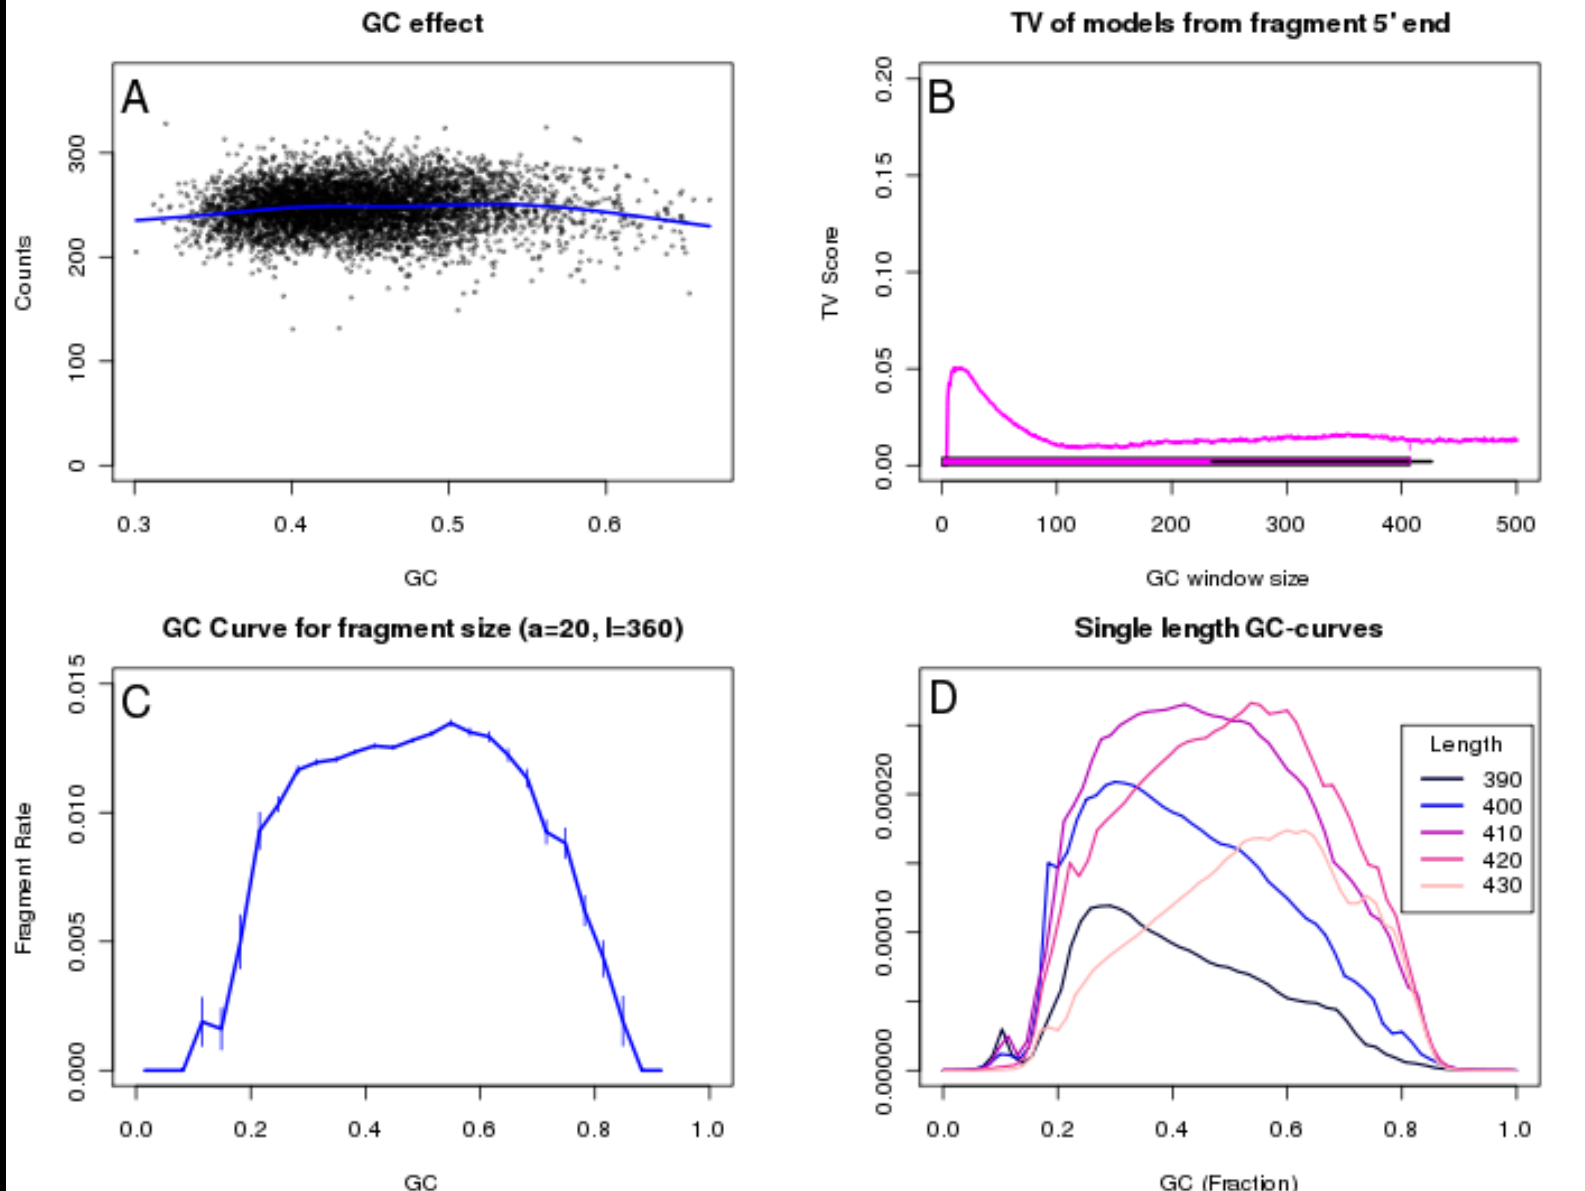 GC effect
A
Counts
0
100
200
300
0.3
0.4
0.5
0.6
GC
TV of models from fragment 5' end
B
TV Score
0.00
0.05
0.10
0.15
0.20
0
100
200
300
400
500
GC window size
GC Curve for fragment size (a=20, l=360)
C
Fragment Rate
0.000
0.005
0.010
0.015
0.0
0.2
0.4
0.6
0.8
1.0
GC
Single length GC-curves
D
0.00000
0.00010
0.00020
Length
390
400
410
420
430
0.0
0.2
0.4
0.6
0.8
1.0
GC (Fraction)